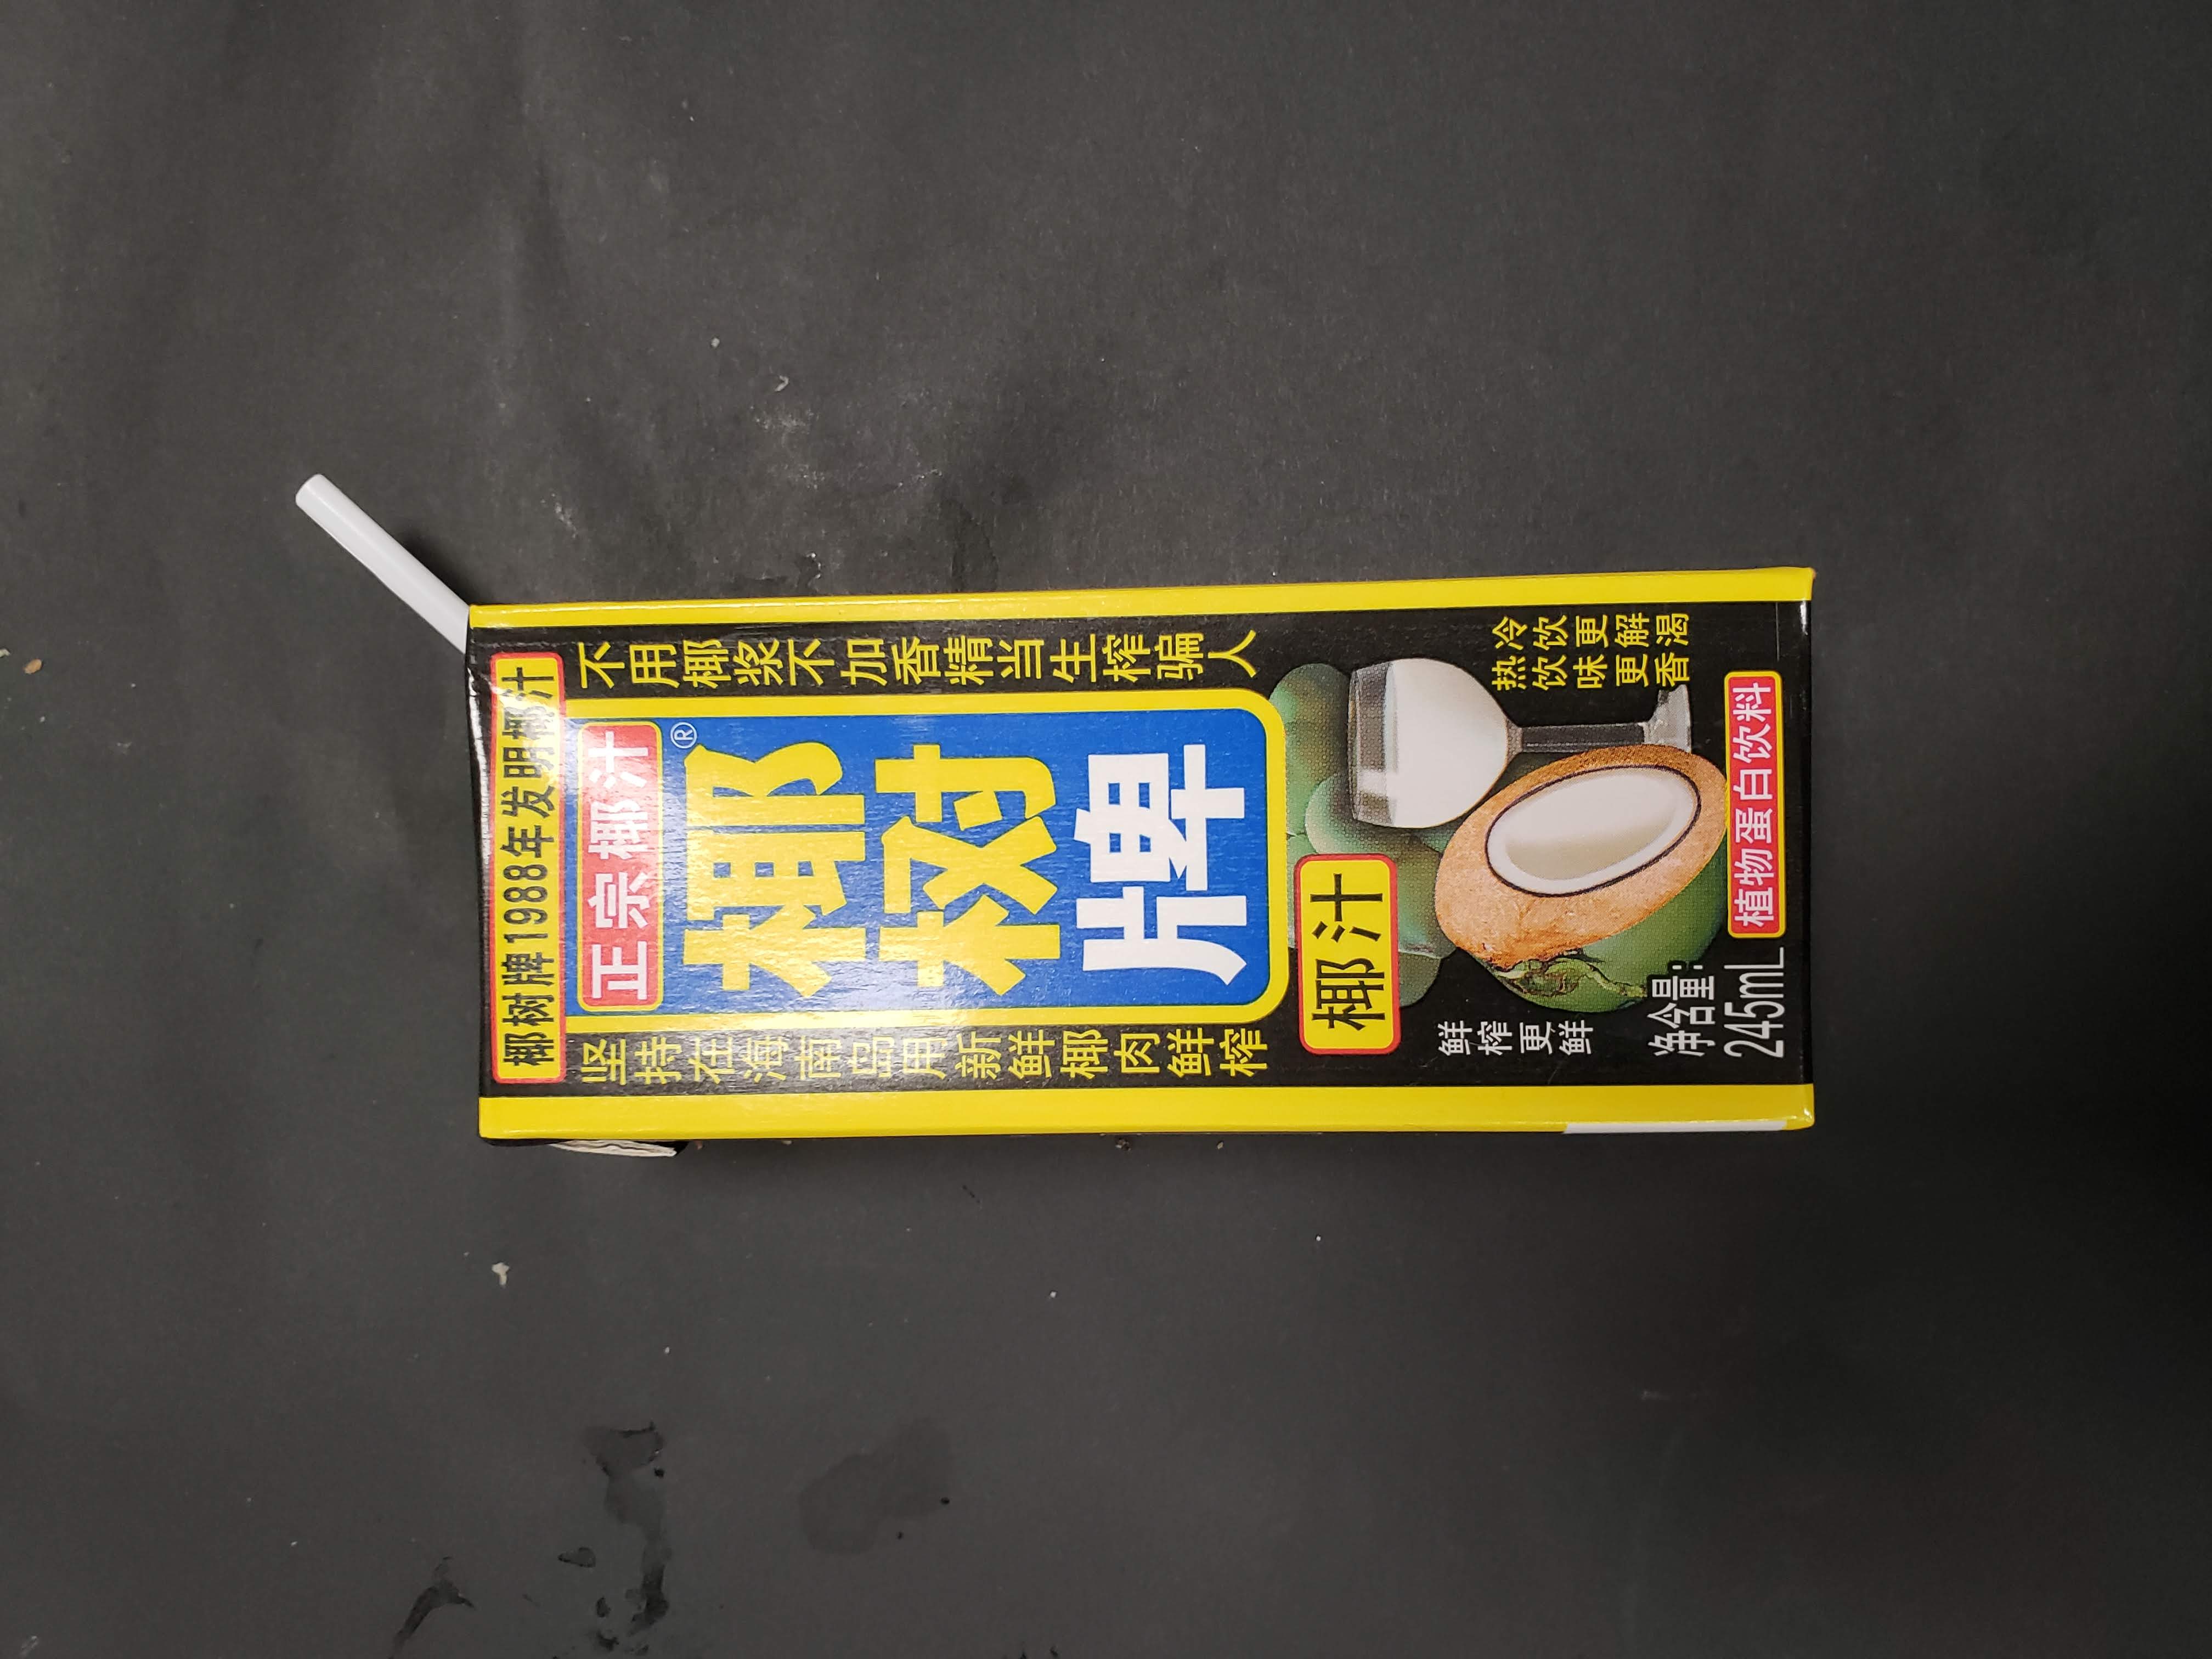 椰树牌1988年发明椰汁
正宗椰汁
椰树牌
®
坚持在海南岛用新鲜椰肉鲜榨
不用椰浆不加香精当生榨骗人
椰汁
鲜榨更鲜
热饮味更香
冷饮更解渴
净含量:
245mL
植物蛋白饮料